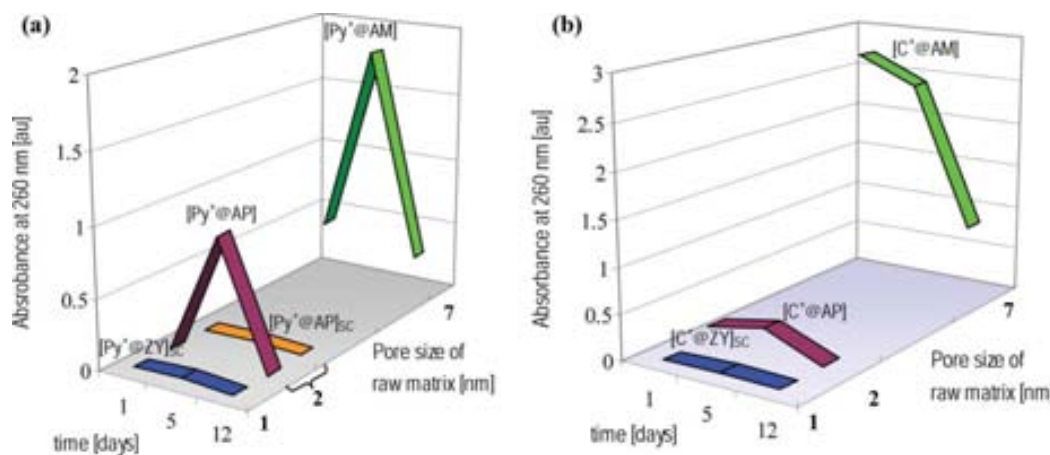 (a)
[Py⁺@AM]
2
1.5
1
0.5
0
Absrobance at 260 nm [au]
[Py⁺@AP]
[Py⁺@AP]SC
[Py⁺@ZY]SC
7
Pore size of
raw matrix [nm]
2
1
1
5
12
time [days]
(b)
[C⁺@AM]
3
2.5
2
1.5
1
0.5
0
Absorbance at 260 nm [au]
[C⁺@AP]
[C⁺@ZY]SC
7
Pore size of
raw matrix [nm
2
1
1
5
12
time [days]